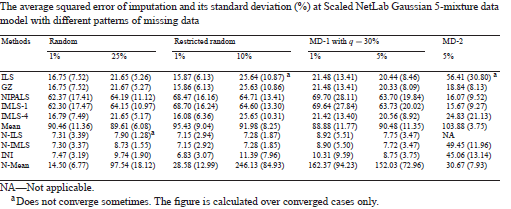 The average squared error of imputation and its standard deviation (%) at Scaled NetLab Gaussian 5-mixture data
model with different patterns of missing data
Methods Random Restricted random MD-1 with q = 30% MD-2
1% 25% 1% 10% 1% 5% 5%
ILS 16.75 (7.52) 21.65 (5.26) 15.87 (6.13) 25.64 (10.87) a 21.48 (13.41) 20.44 (8.46) 56.41 (30.80) a
GZ 16.75 (7.52) 21.67 (5.27) 15.86 (6.13) 25.63 (10.86) 21.48 (13.41) 20.33 (8.09) 18.84 (8.13)
NIPALS 62.37 (17.41) 64.19 (11.12) 68.47 (16.16) 64.71 (13.41) 69.70 (28.11) 63.70 (19.84) 16.07 (9.52)
IMLS-1 62.30 (17.47) 64.15 (10.97) 68.70 (16.24) 64.60 (13.30) 69.64 (27.84) 63.73 (20.02) 15.67 (9.27)
IMLS-4 16.79 (7.49) 21.65 (5.17) 16.08 (6.36) 25.65 (10.31) 21.42 (13.40) 20.56 (8.92) 24.83 (21.13)
Mean 90.46 (11.36) 89.61 (6.08) 95.43 (9.04) 91.98 (8.25) 88.88 (11.77) 90.48 (11.35) 103.88 (3.75)
N-ILS 7.31 (3.39) 7.90 (1.28)a 7.15 (2.94) 7.28 (1.87) 8.92 (5.51) 7.75 (3.47) NA
N-IMLS 7.30 (3.37) 8.73 (1.55) 7.15 (2.92) 7.28 (1.85) 8.90 (5.50) 7.72 (3.47) 49.45 (11.96)
INI 7.47 (3.19) 9.74 (1.90) 6.83 (3.07) 11.39 (7.96) 10.31 (9.59) 8.75 (3.75) 45.06 (13.14)
N-Mean 14.50 (6.77) 97.54 (18.12) 28.58 (12.99) 246.13 (84.93) 162.37 (94.23) 152.03 (72.96) 30.67 (7.93)
NA—Not applicable.
a Does not converge sometimes. The figure is calculated over converged cases only.